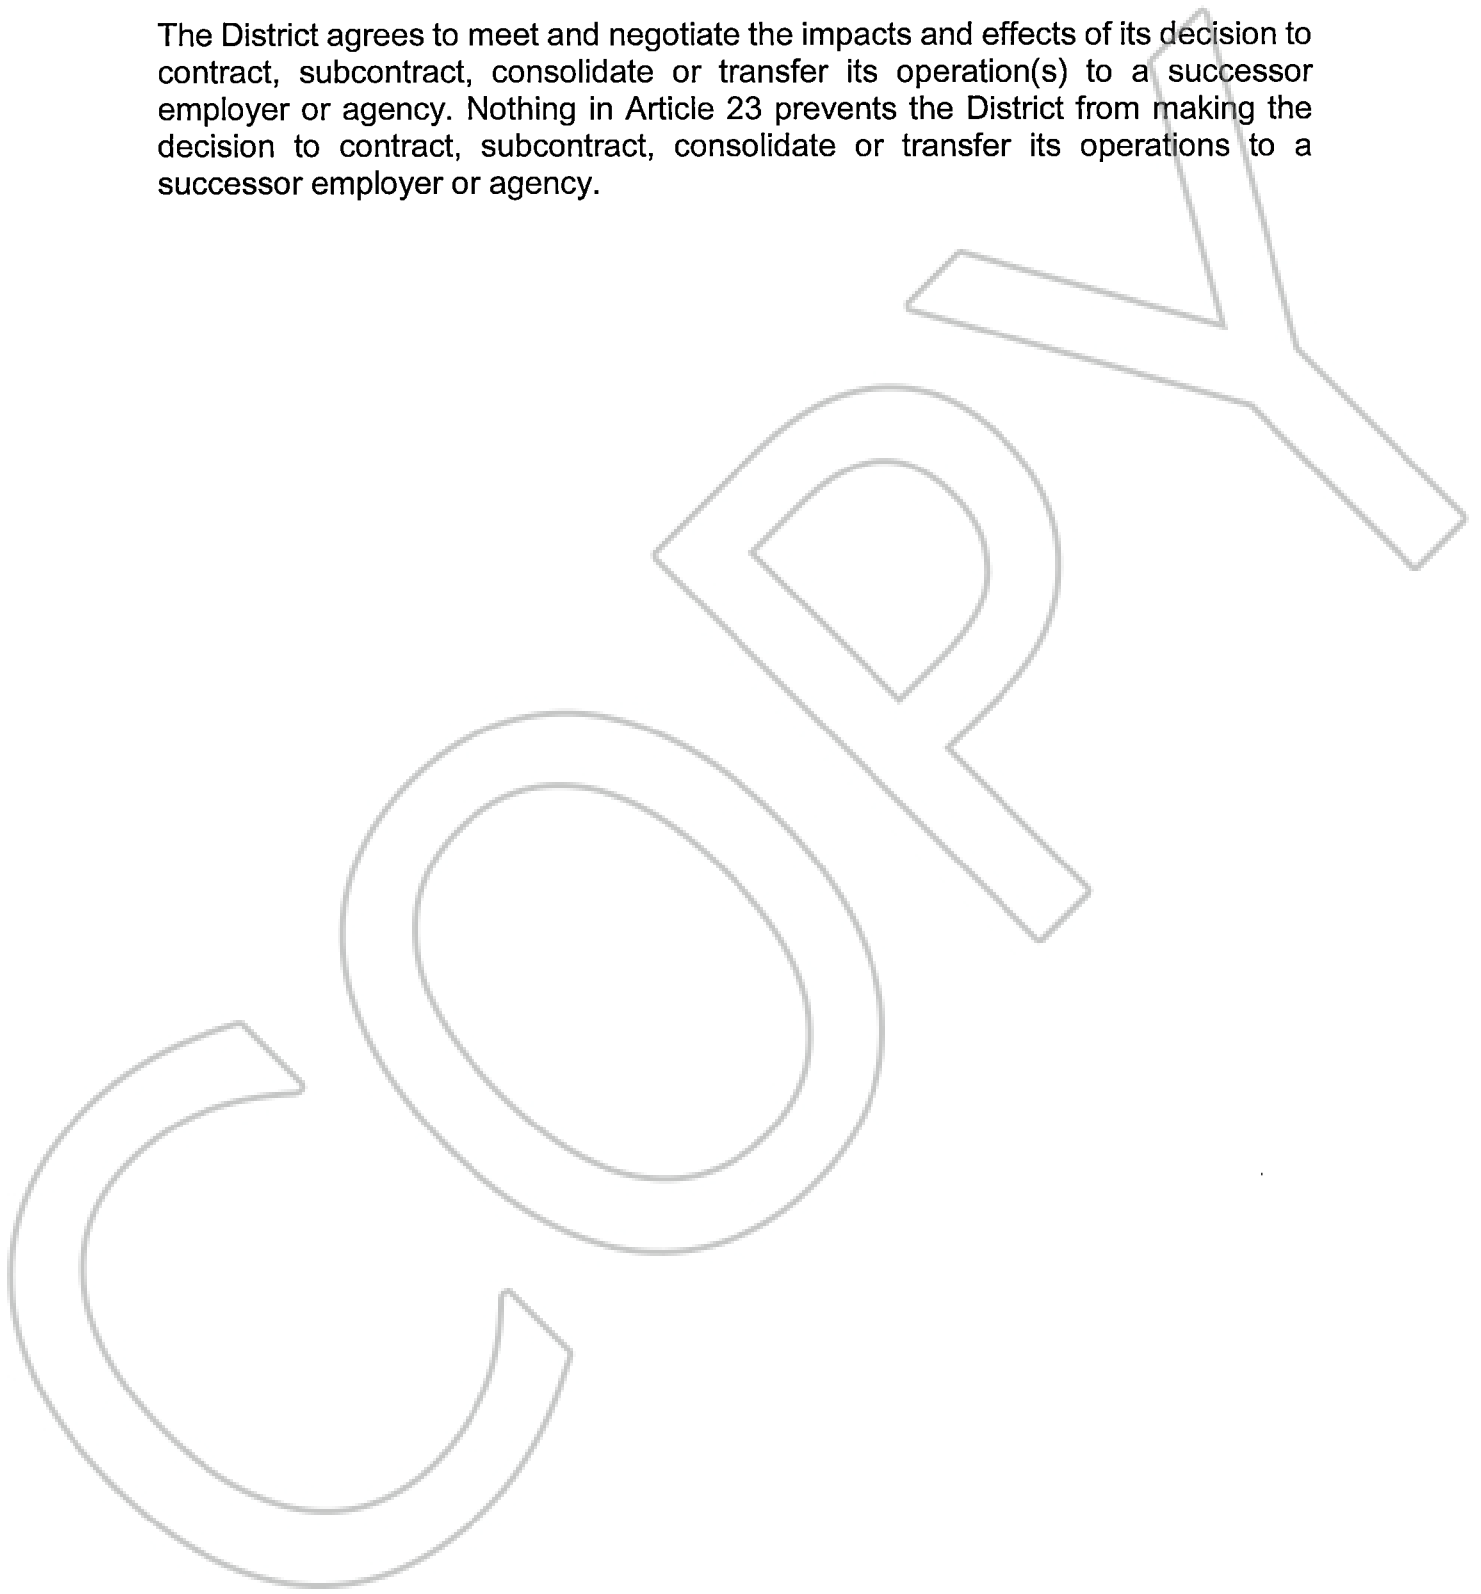 The District agrees to meet and negotiate the impacts and effects of its decision to
contract, subcontract, consolidate or transfer its operation(s) to a successor
employer or agency. Nothing in Article 23 prevents the District from making the
decision to contract, subcontract, consolidate or transfer its operations to a
successor employer or agency.
COPY